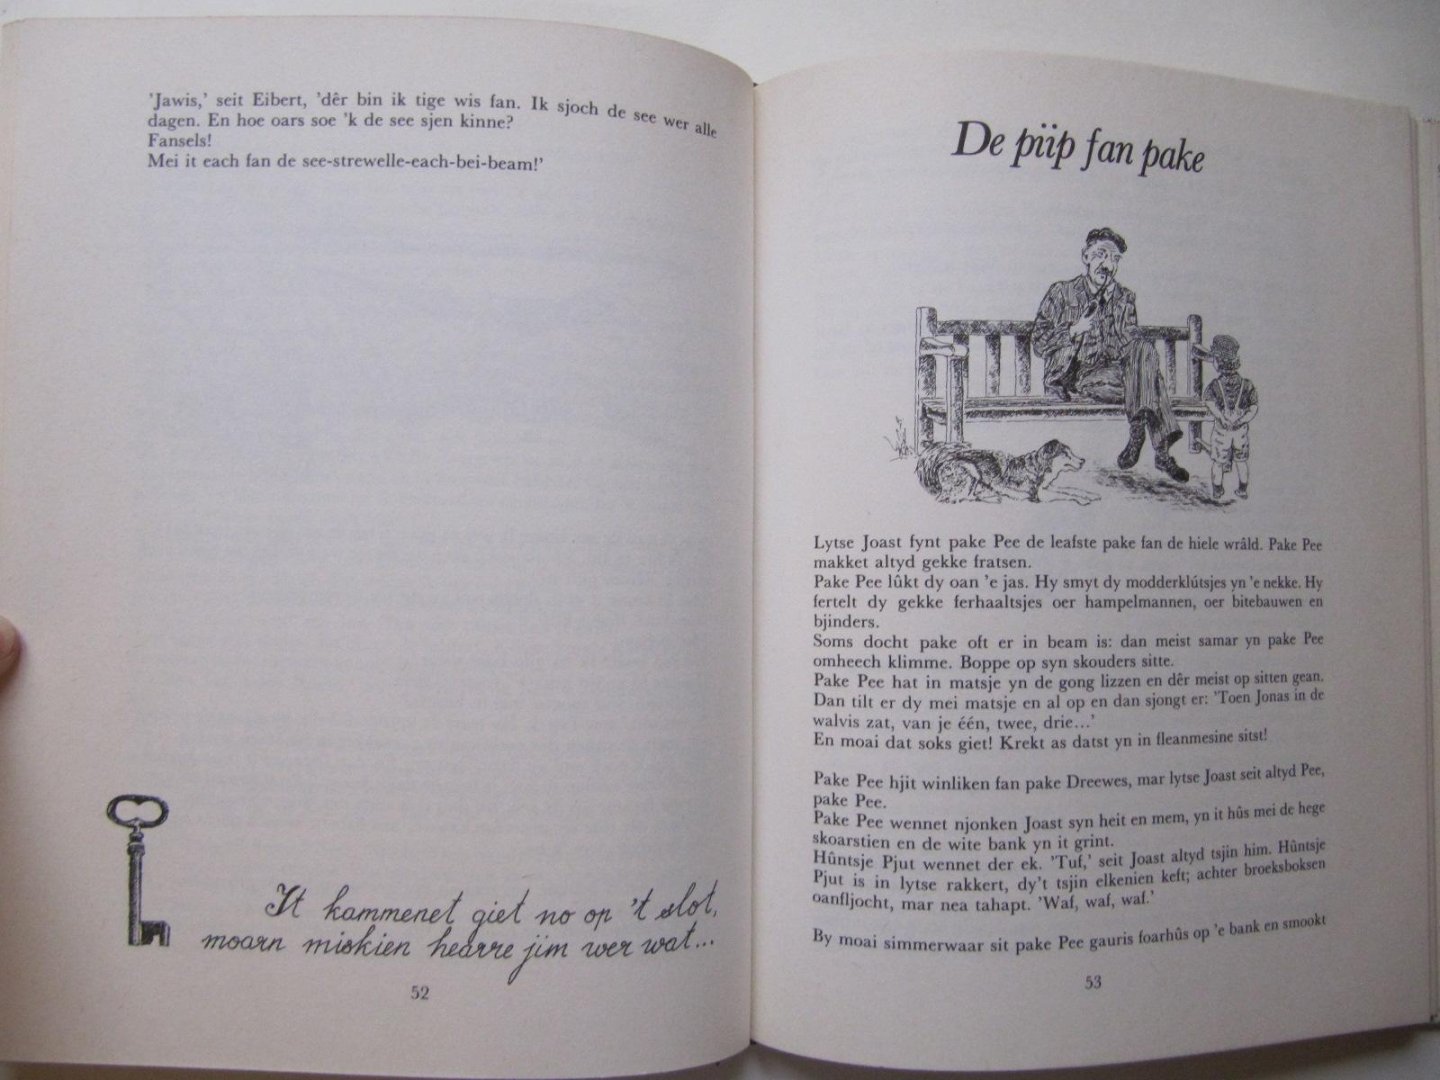 'Jawis,' seit Eibert, 'dêr bin ik tige wis fan. Ik sjoch de see wer alle
dagen. En hoe oars soe 'k de see sjen kinne?
Fansels!
Mei it each fan de see-strewelle-each-bei-beam!'
It kammenet giet no op 't slot,
moarn miskien hearre jim wer wat...
52
De piip fan pake
Lytse Joast fynt pake Pee de leafste pake fan de hiele wrâld. Pake Pee
makket altyd gekke fratsen.
Pake Pee lûkt dy oan 'e jas. Hy smyt dy modderklútsjes yn 'e nekke. Hy
fertelt dy gekke ferhaaltsjes oer hampelmannen, oer bitebauwen en
bjinders.
Soms docht pake oft er in beam is: dan meist samar yn pake Pee
omheech klimme. Boppe op syn skouders sitte.
Pake Pee hat in matsje yn de gong lizzen en dêr meist op sitten gean.
Dan tilt er dy mei matsje en al op en dan sjongt er: 'Toen Jonas in de
walvis zat, van je één, twee, drie...'
En moai dat soks giet! Krekt as datst yn in fleanmesine sitst!
Pake Pee hjit winliken fan pake Dreewes, mar lytse Joast seit altyd Pee,
pake Pee.
Pake Pee wennet njonken Joast syn heit en mem, yn it hûs mei de hege
skoarstien en de wite bank yn it grint.
Hûntsje Pjut wennet der ek. 'Tuf,' seit Joast altyd tsjin him. Hûntsje
Pjut is in lytse rakkert, dy't tsjin elkenien keft; achter broeksboksen
oanfljocht, mar nea tahapt. 'Waf, waf, waf.'
By moai simmerwaar sit pake Pee gauris foarhûs op 'e bank en smookt
53